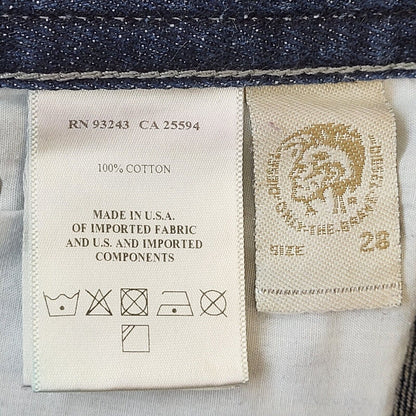 RN 93243 CA 25594
100% COTTON
MADE IN U.S.A.
OF IMPORTED FABRIC
AND U.S. AND IMPORTED
COMPONENTS
"DIESEL"
ONLY-THE-BRAVE
SIZE 28